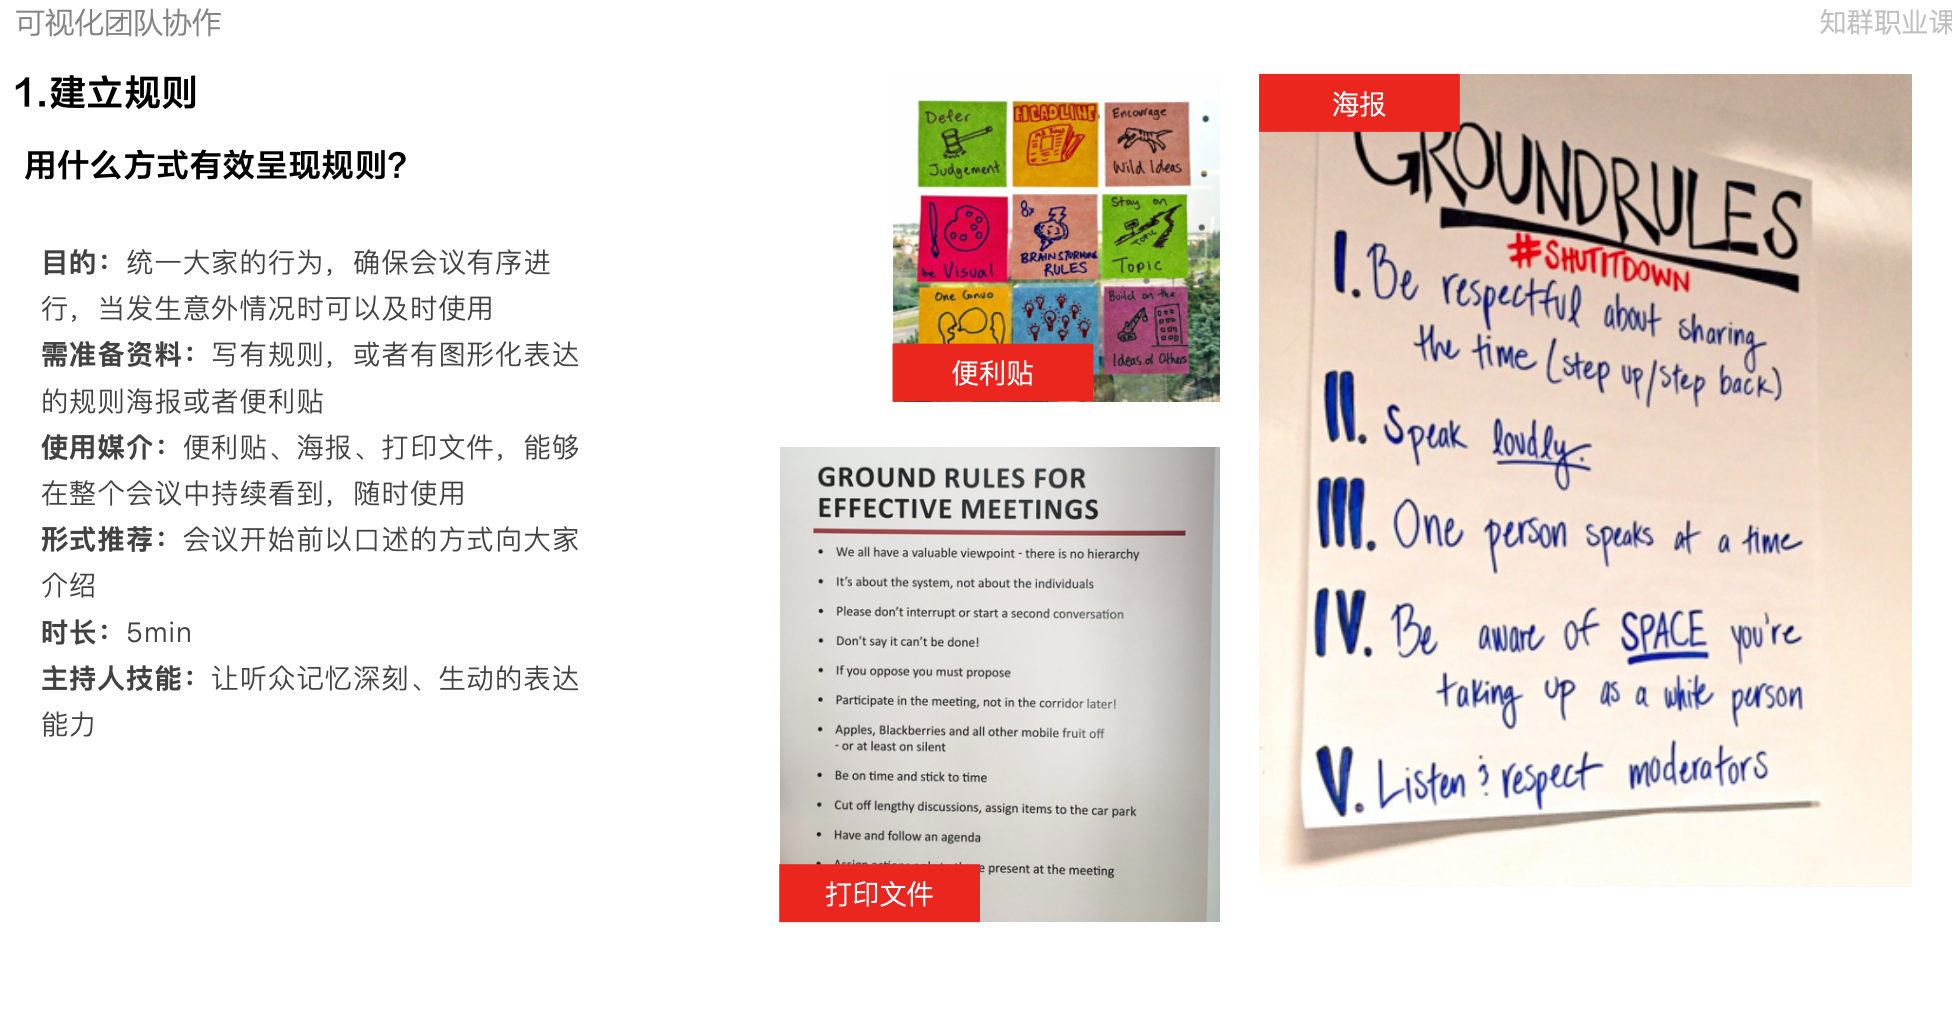 可视化团队协作
知群职业课
1.建立规则
用什么方式有效呈现规则?
目的：统一大家的行为，确保会议有序进
行，当发生意外情况时可以及时使用
需准备资料：写有规则，或者有图形化表达
的规则海报或者便利贴
使用媒介：便利贴、海报、打印文件，能够
在整个会议中持续看到，随时使用
形式推荐：会议开始前以口述的方式向大家
介绍
时长：5min
主持人技能：让听众记忆深刻、生动的表达
能力
Defer
Judgement
HEADLINE
Encourage
Wild Ideas
be Visual
8x
BRAINSTORMING
RULES
Stay on
TOPIC
Topic
One Convo
Build on the
Ideas of Others
便利贴
GROUND RULES FOR
EFFECTIVE MEETINGS
• We all have a valuable viewpoint - there is no hierarchy
• It's about the system, not about the individuals
• Please don't interrupt or start a second conversation
• Don't say it can't be done!
• If you oppose you must propose
• Participate in the meeting, not in the corridor later!
• Apples, Blackberries and all other mobile fruit off
- or at least on silent
• Be on time and stick to time
• Cut off lengthy discussions, assign items to the car park
• Have and follow an agenda
present at the meeting
打印文件
海报
GROUNDRULES
#SHUTITDOWN
I. Be respectful about sharing
the time (step up/step back)
II. Speak loudly.
III. One person speaks at a time
IV. Be aware of SPACE you're
taking up as a white person
V. Listen & respect moderators